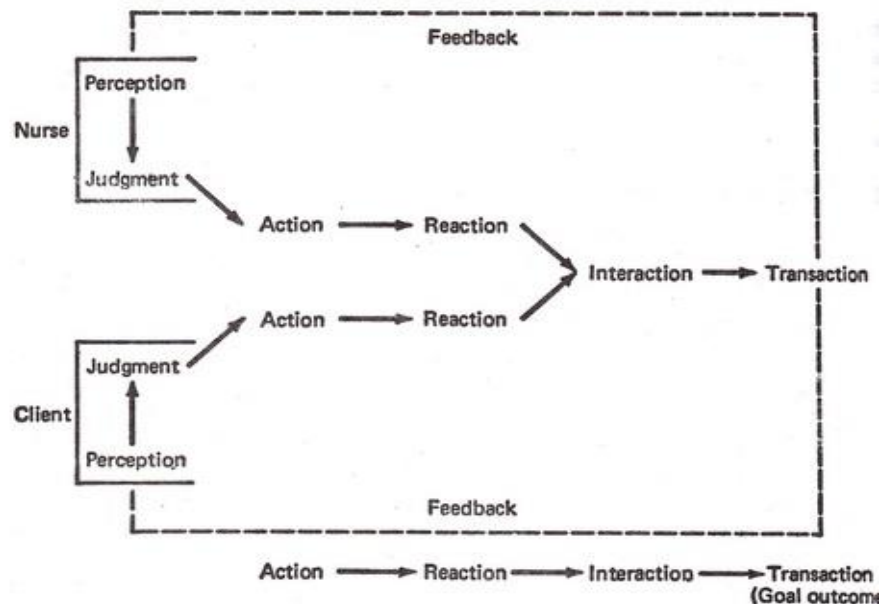 Feedback
Perception
Nurse
Judgment
Action Reaction
Interaction Transaction
Action Reaction
Judgment
Client
Perception
Feedback
Action Reaction Interaction Transaction
(Goal outcome